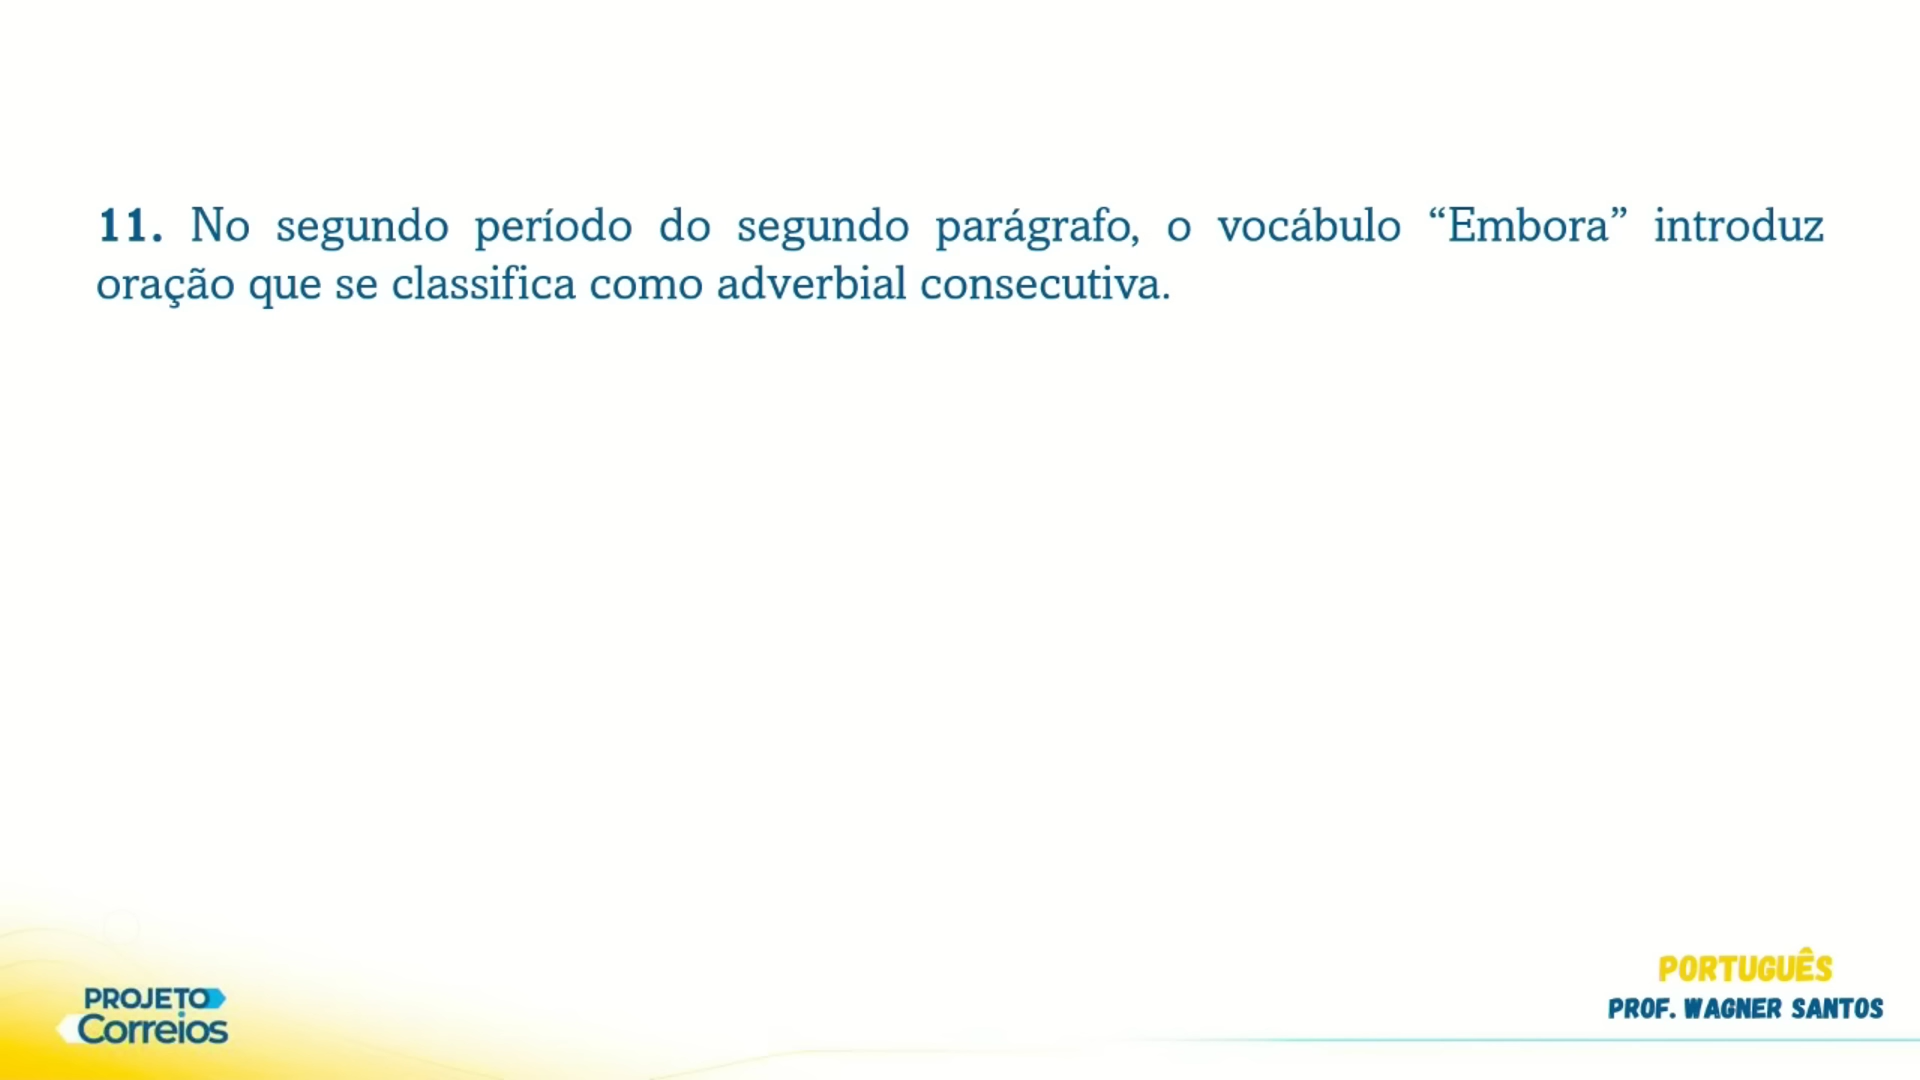 11. No segundo período do segundo parágrafo, o vocábulo “Embora” introduz
oração que se classifica como adverbial consecutiva.
PROJETO
Correios
PORTUGUÊS
PROF. WAGNER SANTOS